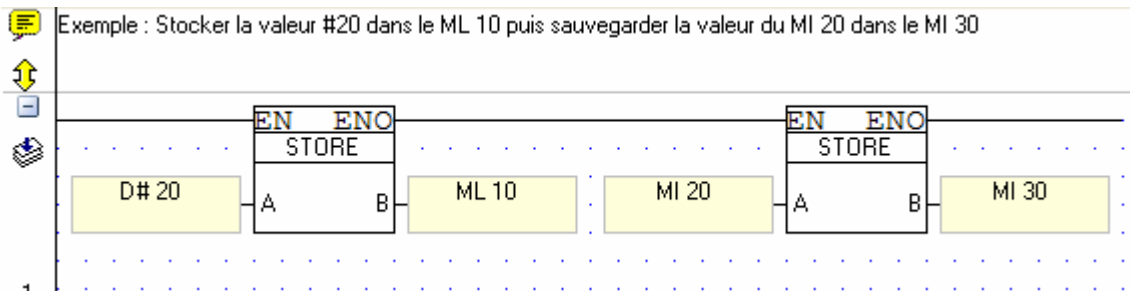 Exemple : Stocker la valeur #20 dans le ML 10 puis sauvegarder la valeur du MI 20 dans le MI 30
EN ENO EN ENO
STORE STORE
D# 20 A B ML 10 MI 20 A B MI 30
1